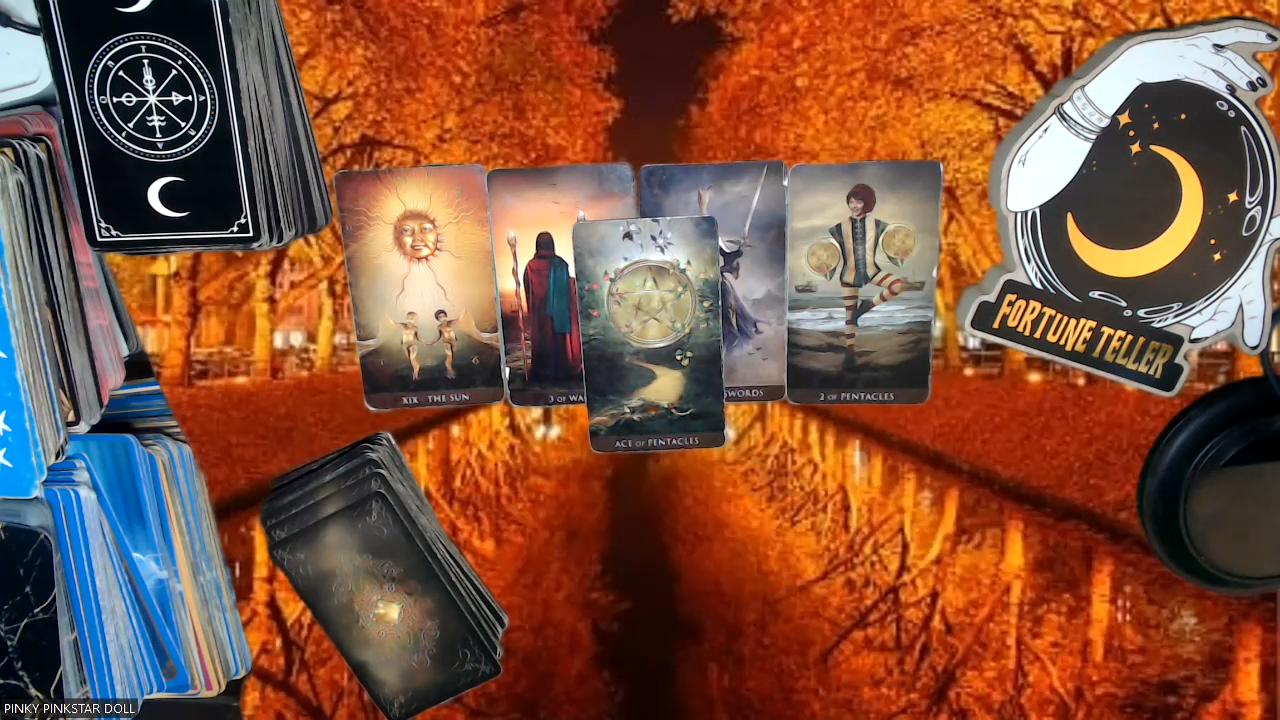 FORTUNE TELLER
XIX · THE SUN
3 OF WA
SWORDS
2 OF PENTACLES
ACE OF PENTACLES
PINKY PINKSTAR DOLL